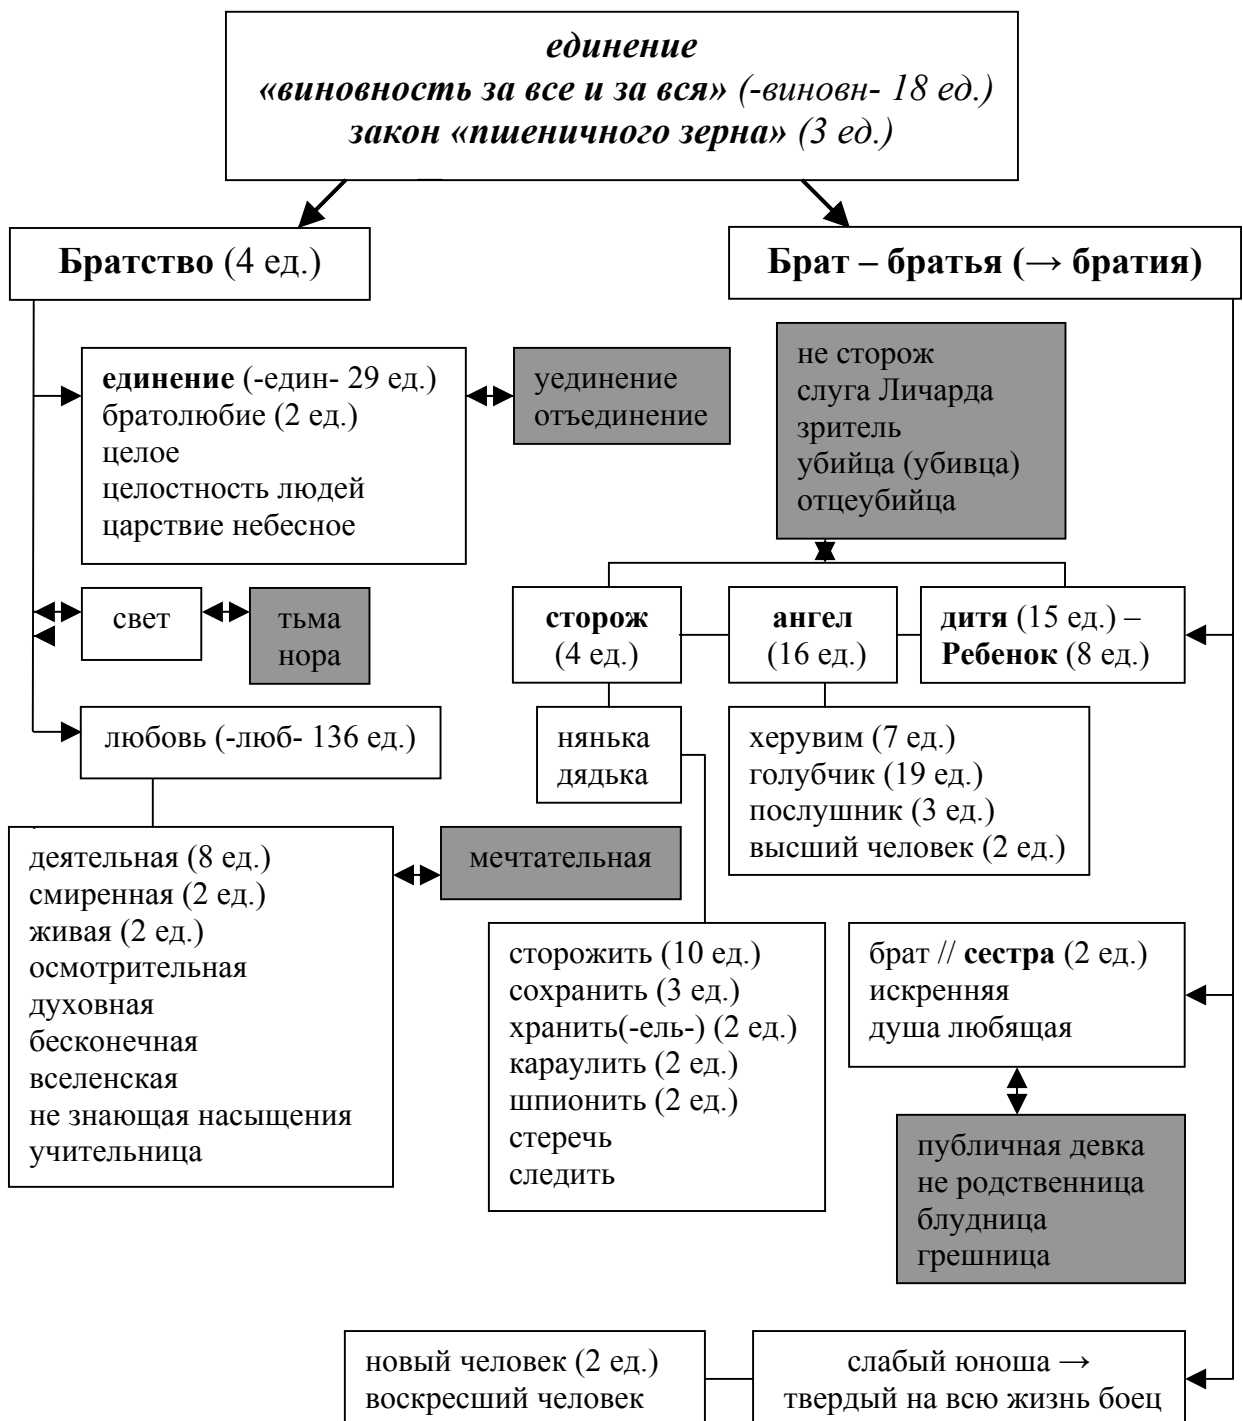 единение
«виновность за все и за вся» (-виновн- 18 ед.)
закон «пшеничного зерна» (3 ед.)
Братство (4 ед.)
Брат – братья (→ братия)
единение (-един- 29 ед.)
братолюбие (2 ед.)
целое
целостность людей
царствие небесное
уединение
отъединение
не сторож
слуга Личарда
зритель
убийца (убивца)
отцеубийца
свет
тьма
нора
сторож
(4 ед.)
ангел
(16 ед.)
дитя (15 ед.) –
Ребенок (8 ед.)
любовь (-люб- 136 ед.)
нянька
дядька
херувим (7 ед.)
голубчик (19 ед.)
послушник (3 ед.)
высший человек (2 ед.)
деятельная (8 ед.)
смиренная (2 ед.)
живая (2 ед.)
осмотрительная
духовная
бесконечная
вселенская
не знающая насыщения
учительница
мечтательная
сторожить (10 ед.)
сохранить (3 ед.)
хранить(-ель-) (2 ед.)
караулить (2 ед.)
шпионить (2 ед.)
стеречь
следить
брат // сестра (2 ед.)
искренняя
душа любящая
публичная девка
не родственница
блудница
грешница
новый человек (2 ед.)
воскресший человек
слабый юноша →
твердый на всю жизнь боец